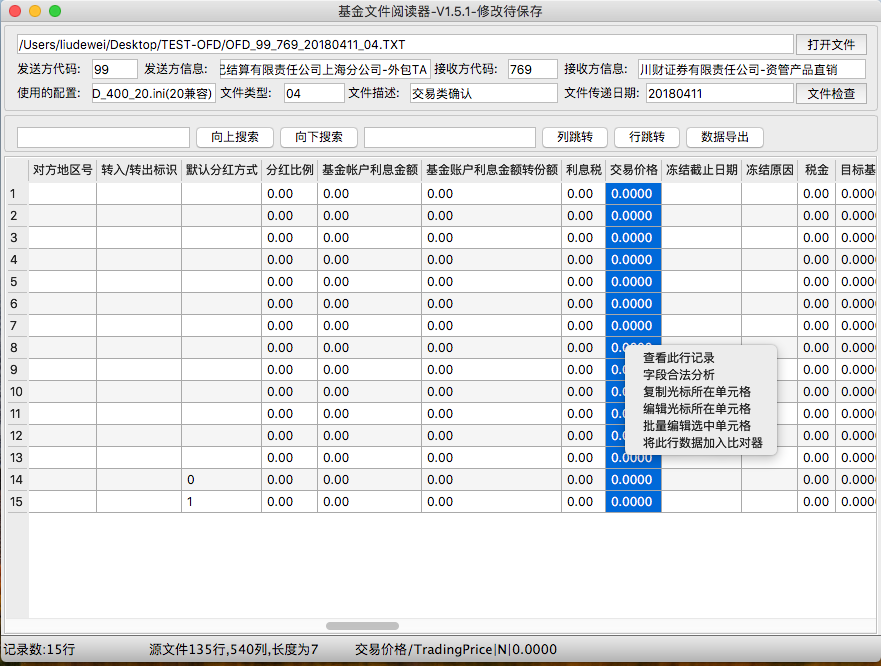 基金文件阅读器-V1.5.1-修改待保存
/Users/liudewei/Desktop/TEST-OFD/OFD_99_769_20180411_04.TXT 打开文件
发送方代码: 99 发送方信息: 结算有限责任公司上海分公司-外包TA 接收方代码: 769 接收方信息: 川财证券有限责任公司-资管产品直销
使用的配置: D_400_20.ini(20兼容) 文件类型: 04 文件描述: 交易类确认 文件传递日期: 20180411 文件检查
向上搜索 向下搜索 列跳转 行跳转 数据导出
对方地区号 转入/转出标识 默认分红方式 分红比例 基金帐户利息金额 基金账户利息金额转份额 利息税 交易价格 冻结截止日期 冻结原因 税金 目标基
1 0.00 0.00 0.00 0.00 0.0000 0.00 0.000
2 0.00 0.00 0.00 0.00 0.0000 0.00 0.000
3 0.00 0.00 0.00 0.00 0.0000 0.00 0.000
4 0.00 0.00 0.00 0.00 0.0000 0.00 0.000
5 0.00 0.00 0.00 0.00 0.0000 0.00 0.000
6 0.00 0.00 0.00 0.00 0.0000 0.00 0.000
7 0.00 0.00 0.00 0.00 0.0000 0.00 0.000
8 0.00 0.00 0.00 0.00 0.0000 0.00 0.000
9 0.00 0.00 0.00 0.00 0.0 0.00 0.000
10 0.00 0.00 0.00 0.00 0.0 0.00 0.000
11 0.00 0.00 0.00 0.00 0.0 0.00 0.000
12 0.00 0.00 0.00 0.00 0.0 0.00 0.000
13 0.00 0.00 0.00 0.00 0.0000 0.00 0.000
14 0 0.00 0.00 0.00 0.00 0.0000 0.00 0.000
15 1 0.00 0.00 0.00 0.00 0.0000 0.00 0.000
查看此行记录
字段合法分析
复制光标所在单元格
编辑光标所在单元格
批量编辑选中单元格
将此行数据加入比对器
记录数:15行 源文件135行,540列,长度为7 交易价格/TradingPrice|N|0.0000